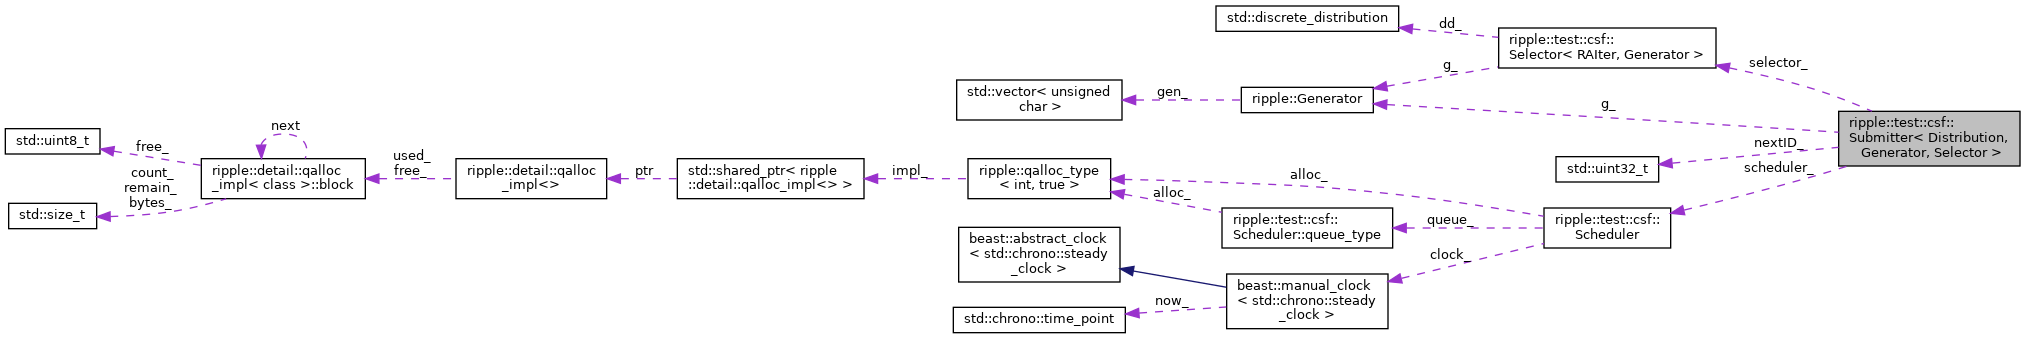 std::discrete_distribution
dd_
ripple::test::csf::
Selector< RAIter, Generator >
selector_
g_
std::vector< unsigned
char >
gen_
ripple::Generator
g_
ripple::test::csf::
Submitter< Distribution,
Generator, Selector >
next
std::uint8_t
free_
nextID_
used_
free_
ripple::detail::qalloc
_impl< class >::block
count_
remain_
bytes_
ripple::detail::qalloc
_impl<>
ptr
std::shared_ptr< ripple
::detail::qalloc_impl<> >
impl_
ripple::qalloc_type
< int, true >
alloc_
std::uint32_t
scheduler_
alloc_
std::size_t
ripple::test::csf::
Scheduler::queue_type
queue_
ripple::test::csf::
Scheduler
beast::abstract_clock
< std::chrono::steady
_clock >
clock_
beast::manual_clock
< std::chrono::steady
_clock >
now_
std::chrono::time_point